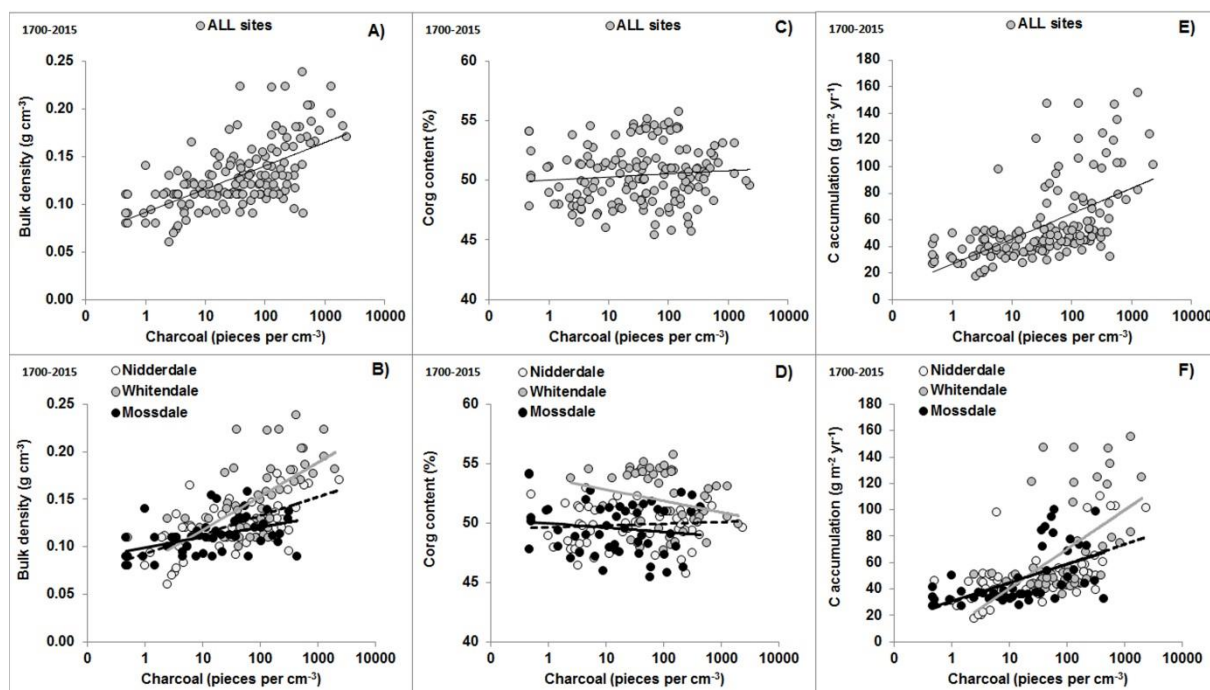 1700-2015
ALL sites
A)
Bulk density (g cm⁻³)
0.25
0.20
0.15
0.10
0.05
0.00
0 1 10 100 1000 10000
Charcoal (pieces per cm⁻³)
1700-2015
ALL sites
C)
Corg content (%)
60
55
50
45
40
0 1 10 100 1000 10000
Charcoal (pieces per cm⁻³)
1700-2015
ALL sites
E)
C accumulation (g m⁻² yr⁻¹)
180
160
140
120
100
80
60
40
20
0
0 1 10 100 1000 10000
Charcoal (pieces per cm⁻³)
1700-2015
Nidderdale
Whitendale
Mossdale
B)
Bulk density (g cm⁻³)
0.25
0.20
0.15
0.10
0.05
0.00
0 1 10 100 1000 10000
Charcoal (pieces per cm⁻³)
1700-2015
Nidderdale
Whitendale
Mossdale
D)
Corg content (%)
60
55
50
45
40
0 1 10 100 1000 10000
Charcoal (pieces per cm⁻³)
1700-2015
Nidderdale
Whitendale
Mossdale
F)
C accumulation (g m⁻² yr⁻¹)
180
160
140
120
100
80
60
40
20
0
0 1 10 100 1000 10000
Charcoal (pieces per cm⁻³)